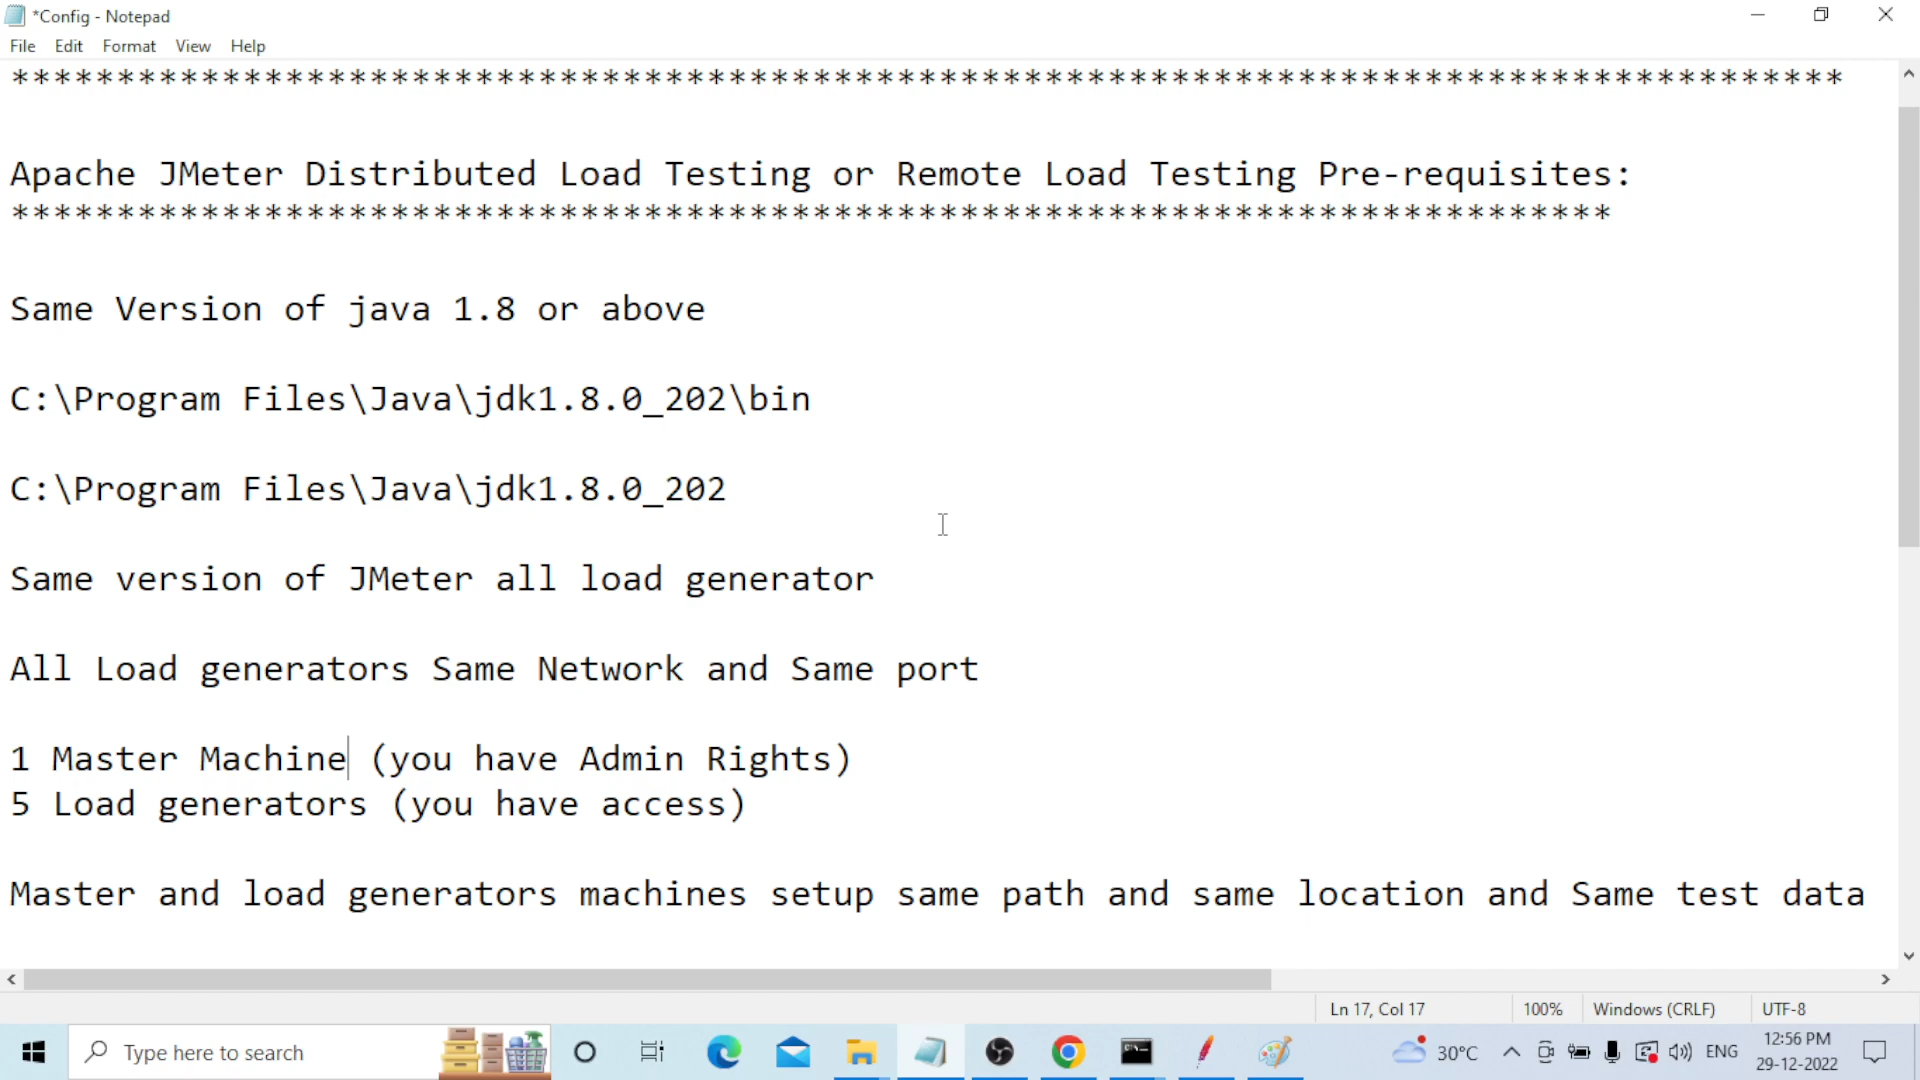 *Config - Notepad
File Edit Format View Help
***************************************************************************************
Apache JMeter Distributed Load Testing or Remote Load Testing Pre-requisites:
****************************************************************************
Same Version of java 1.8 or above
C:\Program Files\Java\jdk1.8.0_202\bin
C:\Program Files\Java\jdk1.8.0_202
Same version of JMeter all load generator
All Load generators Same Network and Same port
1 Master Machine (you have Admin Rights)
5 Load generators (you have access)
Master and load generators machines setup same path and same location and Same test data
Ln 17, Col 17 100% Windows (CRLF) UTF-8
Type here to search 30°C ENG 12:56 PM
29-12-2022